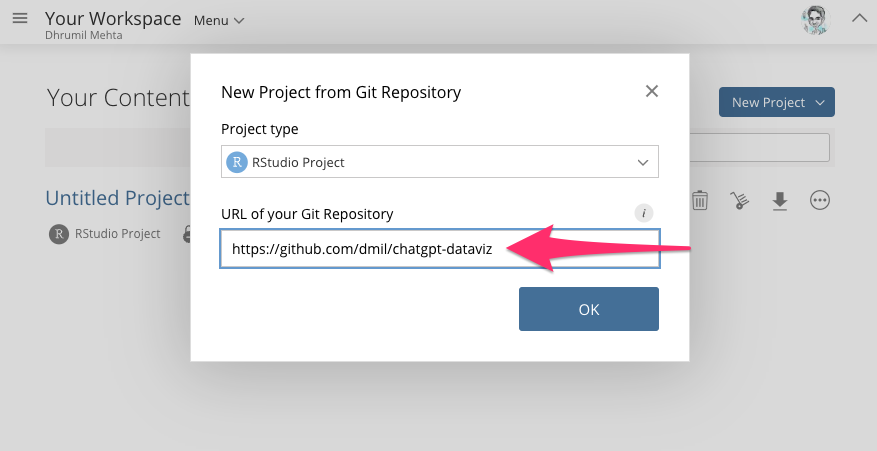 Your Workspace
Menu
Dhrumil Mehta
Your Content
New Project
New Project from Git Repository
Project type
R RStudio Project
URL of your Git Repository
i
https://github.com/dmil/chatgpt-dataviz
OK
Untitled Project
R RStudio Project